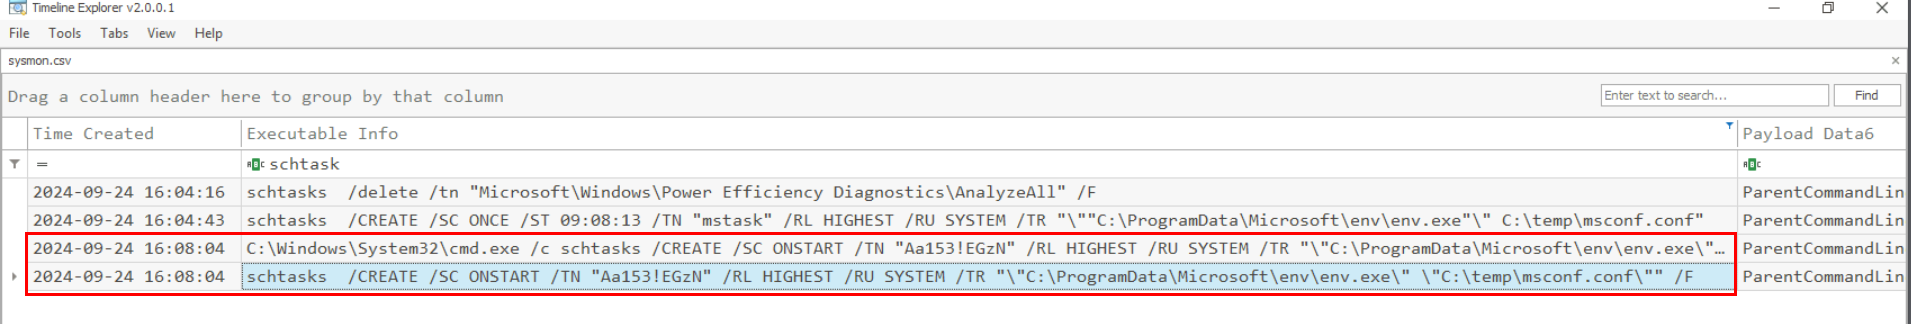 Timeline Explorer v2.0.0.1
File Tools Tabs View Help
sysmon.csv
Drag a column header here to group by that column
Enter text to search... Find
Time Created Executable Info Payload Data6
= schtask
2024-09-24 16:04:16 schtasks  /delete /tn "Microsoft\Windows\Power Efficiency Diagnostics\AnalyzeAll" /F ParentCommandLin
2024-09-24 16:04:43 schtasks  /CREATE /SC ONCE /ST 09:08:13 /TN "mstask" /RL HIGHEST /RU SYSTEM /TR "\""C:\ProgramData\Microsoft\env\env.exe"\" C:\temp\msconf.conf" ParentCommandLin
2024-09-24 16:08:04 C:\Windows\System32\cmd.exe /c schtasks /CREATE /SC ONSTART /TN "Aa153!EGzN" /RL HIGHEST /RU SYSTEM /TR "\"C:\ProgramData\Microsoft\env\env.exe\"… ParentCommandLin
2024-09-24 16:08:04 schtasks  /CREATE /SC ONSTART /TN "Aa153!EGzN" /RL HIGHEST /RU SYSTEM /TR "\"C:\ProgramData\Microsoft\env\env.exe\" \"C:\temp\msconf.conf\"" /F ParentCommandLin